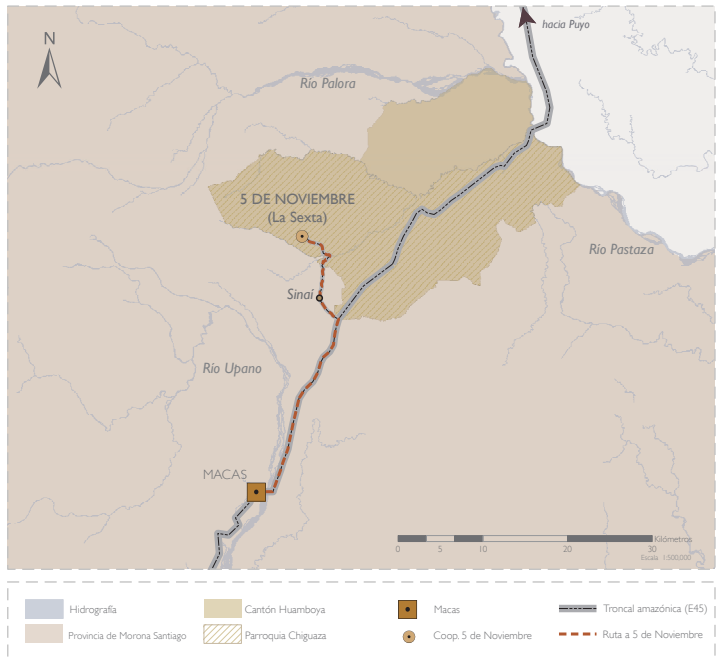 hacia Puyo
N
Río Palora
5 DE NOVIEMBRE
(La Sexta)
Río Pastaza
Sinaí
Río Upano
MACAS
Kilómetros
0 5 10 20 30
Escala 1:500,000
Hidrografía
Cantón Huamboya
Macas
Troncal amazónica (E45)
Provincia de Morona Santiago
Parroquia Chiguaza
Coop. 5 de Noviembre
Ruta a 5 de Noviembre